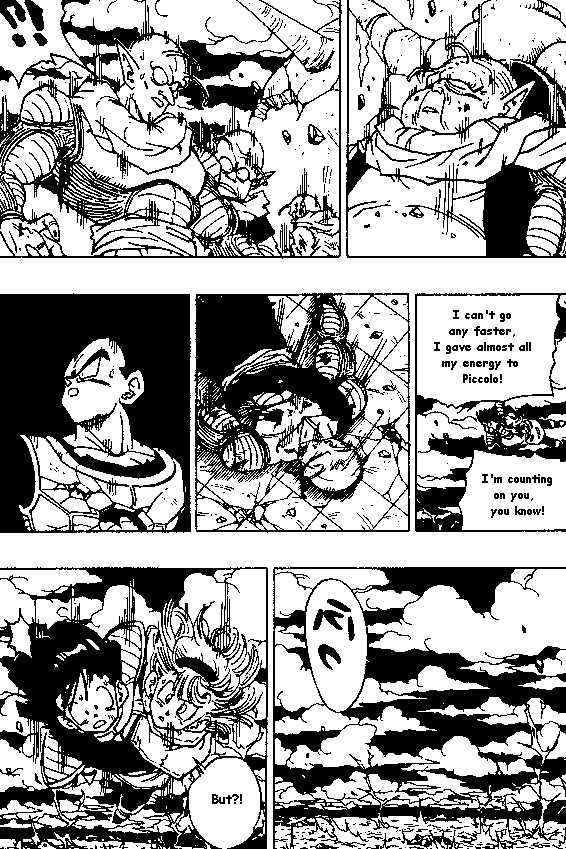 !!
I can't go
any faster,
I gave almost all
my energy to
Piccolo!
I'm counting
on you,
you know!
But?!